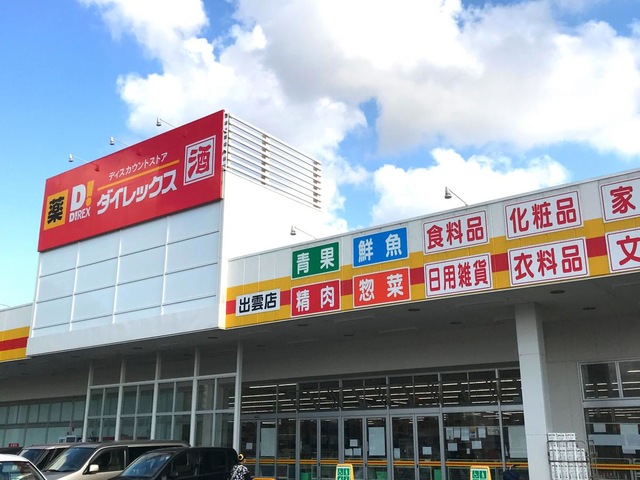 ディスカウントストア
薬 D! DIREX ダイレックス 酒
青果 鮮魚 食料品 化粧品 家
出雲店 精肉 惣菜 日用雑貨 衣料品 文